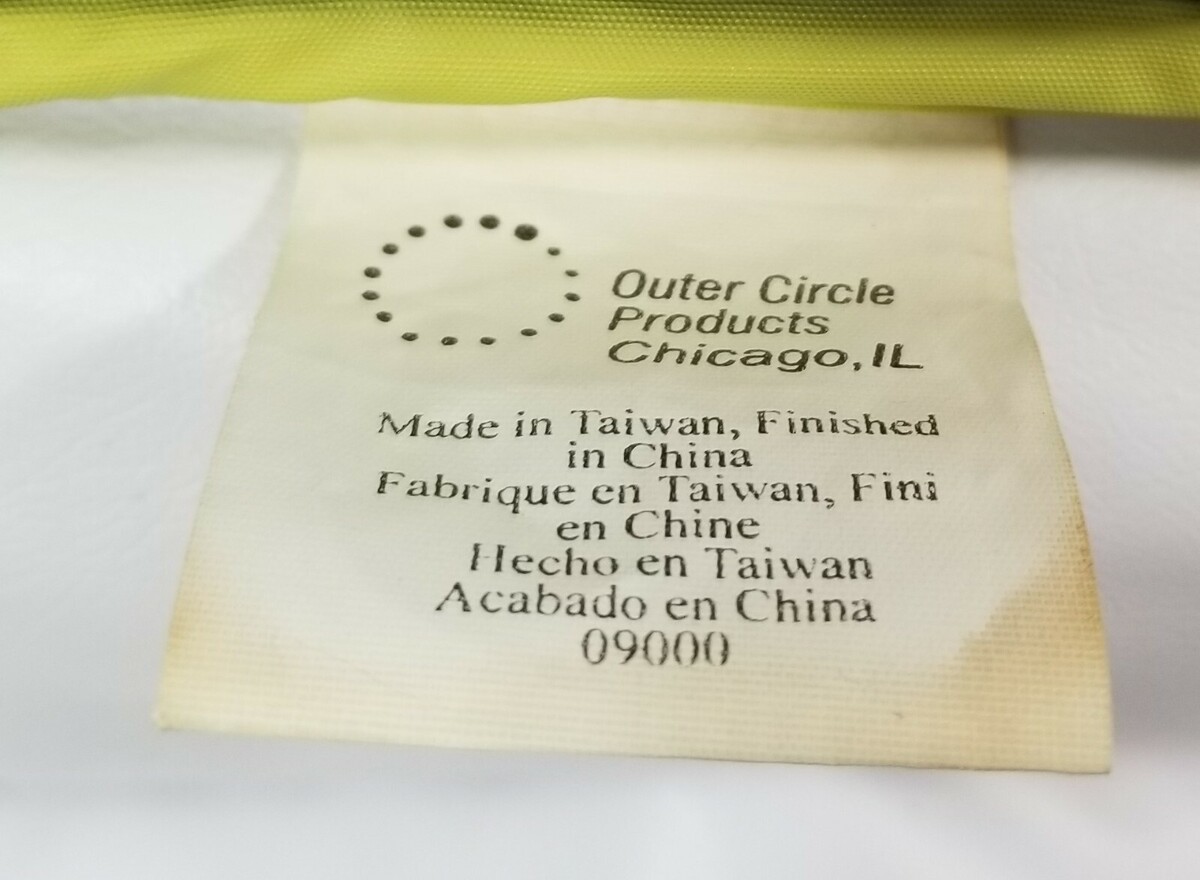 Outer Circle
Products
Chicago, IL
Made in Taiwan, Finished
in China
Fabrique en Taiwan, Fini
en Chine
Hecho en Taiwan
Acabado en China
09000